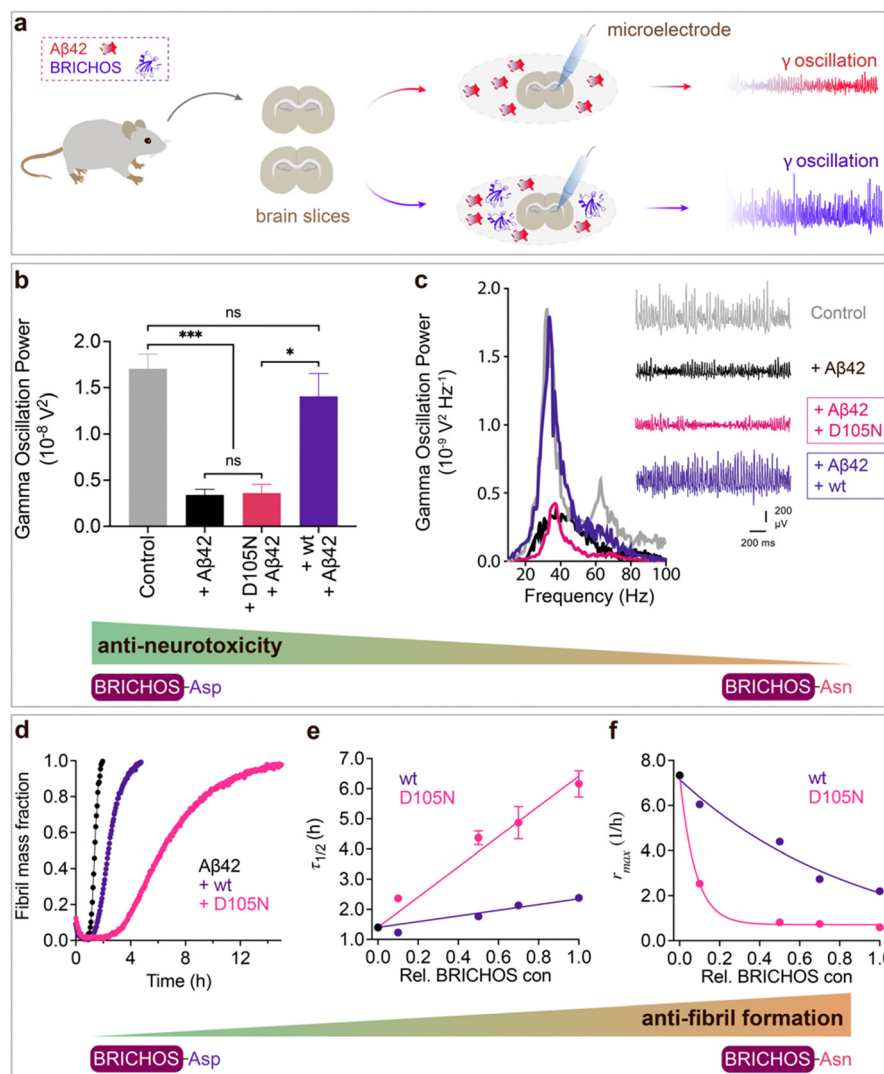 a
Aβ42
BRICHOS
microelectrode
γ oscillation
γ oscillation
brain slices
b
Gamma Oscillation Power
(10⁻⁸ V²)
2.0
1.5
1.0
0.5
0.0
ns
***
*
ns
Control
+ Aβ42
+ D105N
+ Aβ42
+ wt
+ Aβ42
c
Gamma Oscillation Power
(10⁻⁹ V² Hz⁻¹)
2.0
1.5
1.0
0.5
0.0
20 40 60 80 100
Frequency (Hz)
Control
+ Aβ42
+ Aβ42
+ D105N
+ Aβ42
+ wt
200
µV
200 ms
anti-neurotoxicity
BRICHOS-Asp
BRICHOS-Asn
d
Fibril mass fraction
1.0
0.8
0.6
0.4
0.2
0.0
Aβ42
+ wt
+ D105N
0 4 8 12
Time (h)
e
τ1/2 (h)
7.0
6.0
5.0
4.0
3.0
2.0
1.0
wt
D105N
0.0 0.2 0.4 0.6 0.8 1.0
Rel. BRICHOS con
f
rmax (1/h)
8.0
6.0
4.0
2.0
0.0
wt
D105N
0.0 0.2 0.4 0.6 0.8 1.0
Rel. BRICHOS con
anti-fibril formation
BRICHOS-Asp
BRICHOS-Asn